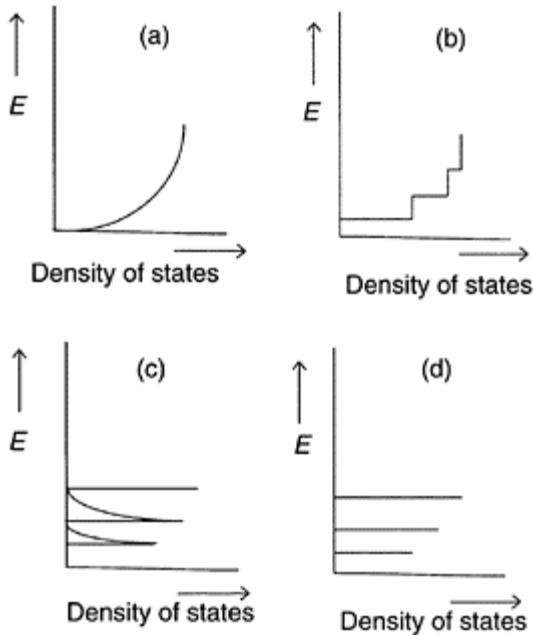 (a)
E
Density of states
(b)
E
Density of states
(c)
E
Density of states
(d)
E
Density of states